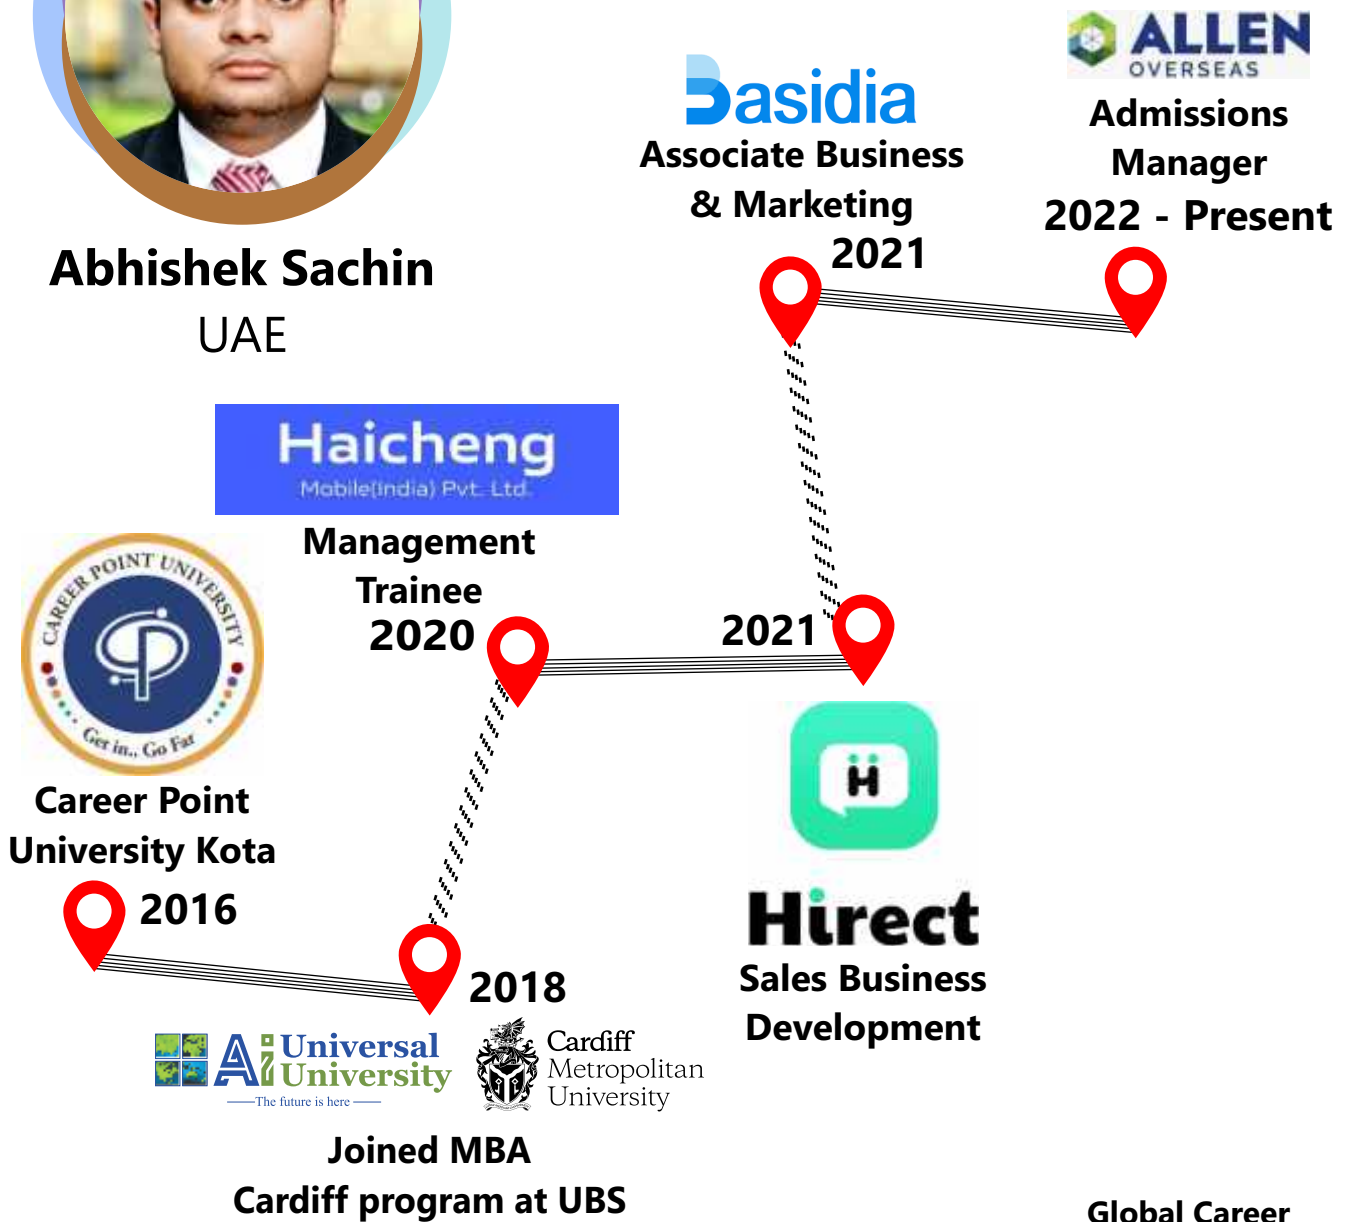 Abhishek Sachin
UAE
Basidia
Associate Business
& Marketing
2021
ALLEN
OVERSEAS
Admissions
Manager
2022 - Present
Haicheng
Mobile(India) Pvt. Ltd.
Management
Trainee
2020
2021
Hirect
Sales Business
Development
CAREER POINT UNIVERSITY
Get in., Go Far
Career Point
University Kota
2016
2018
Ai Universal
University
The future is here
Cardiff
Metropolitan
University
Joined MBA
Cardiff program at UBS
Global Career